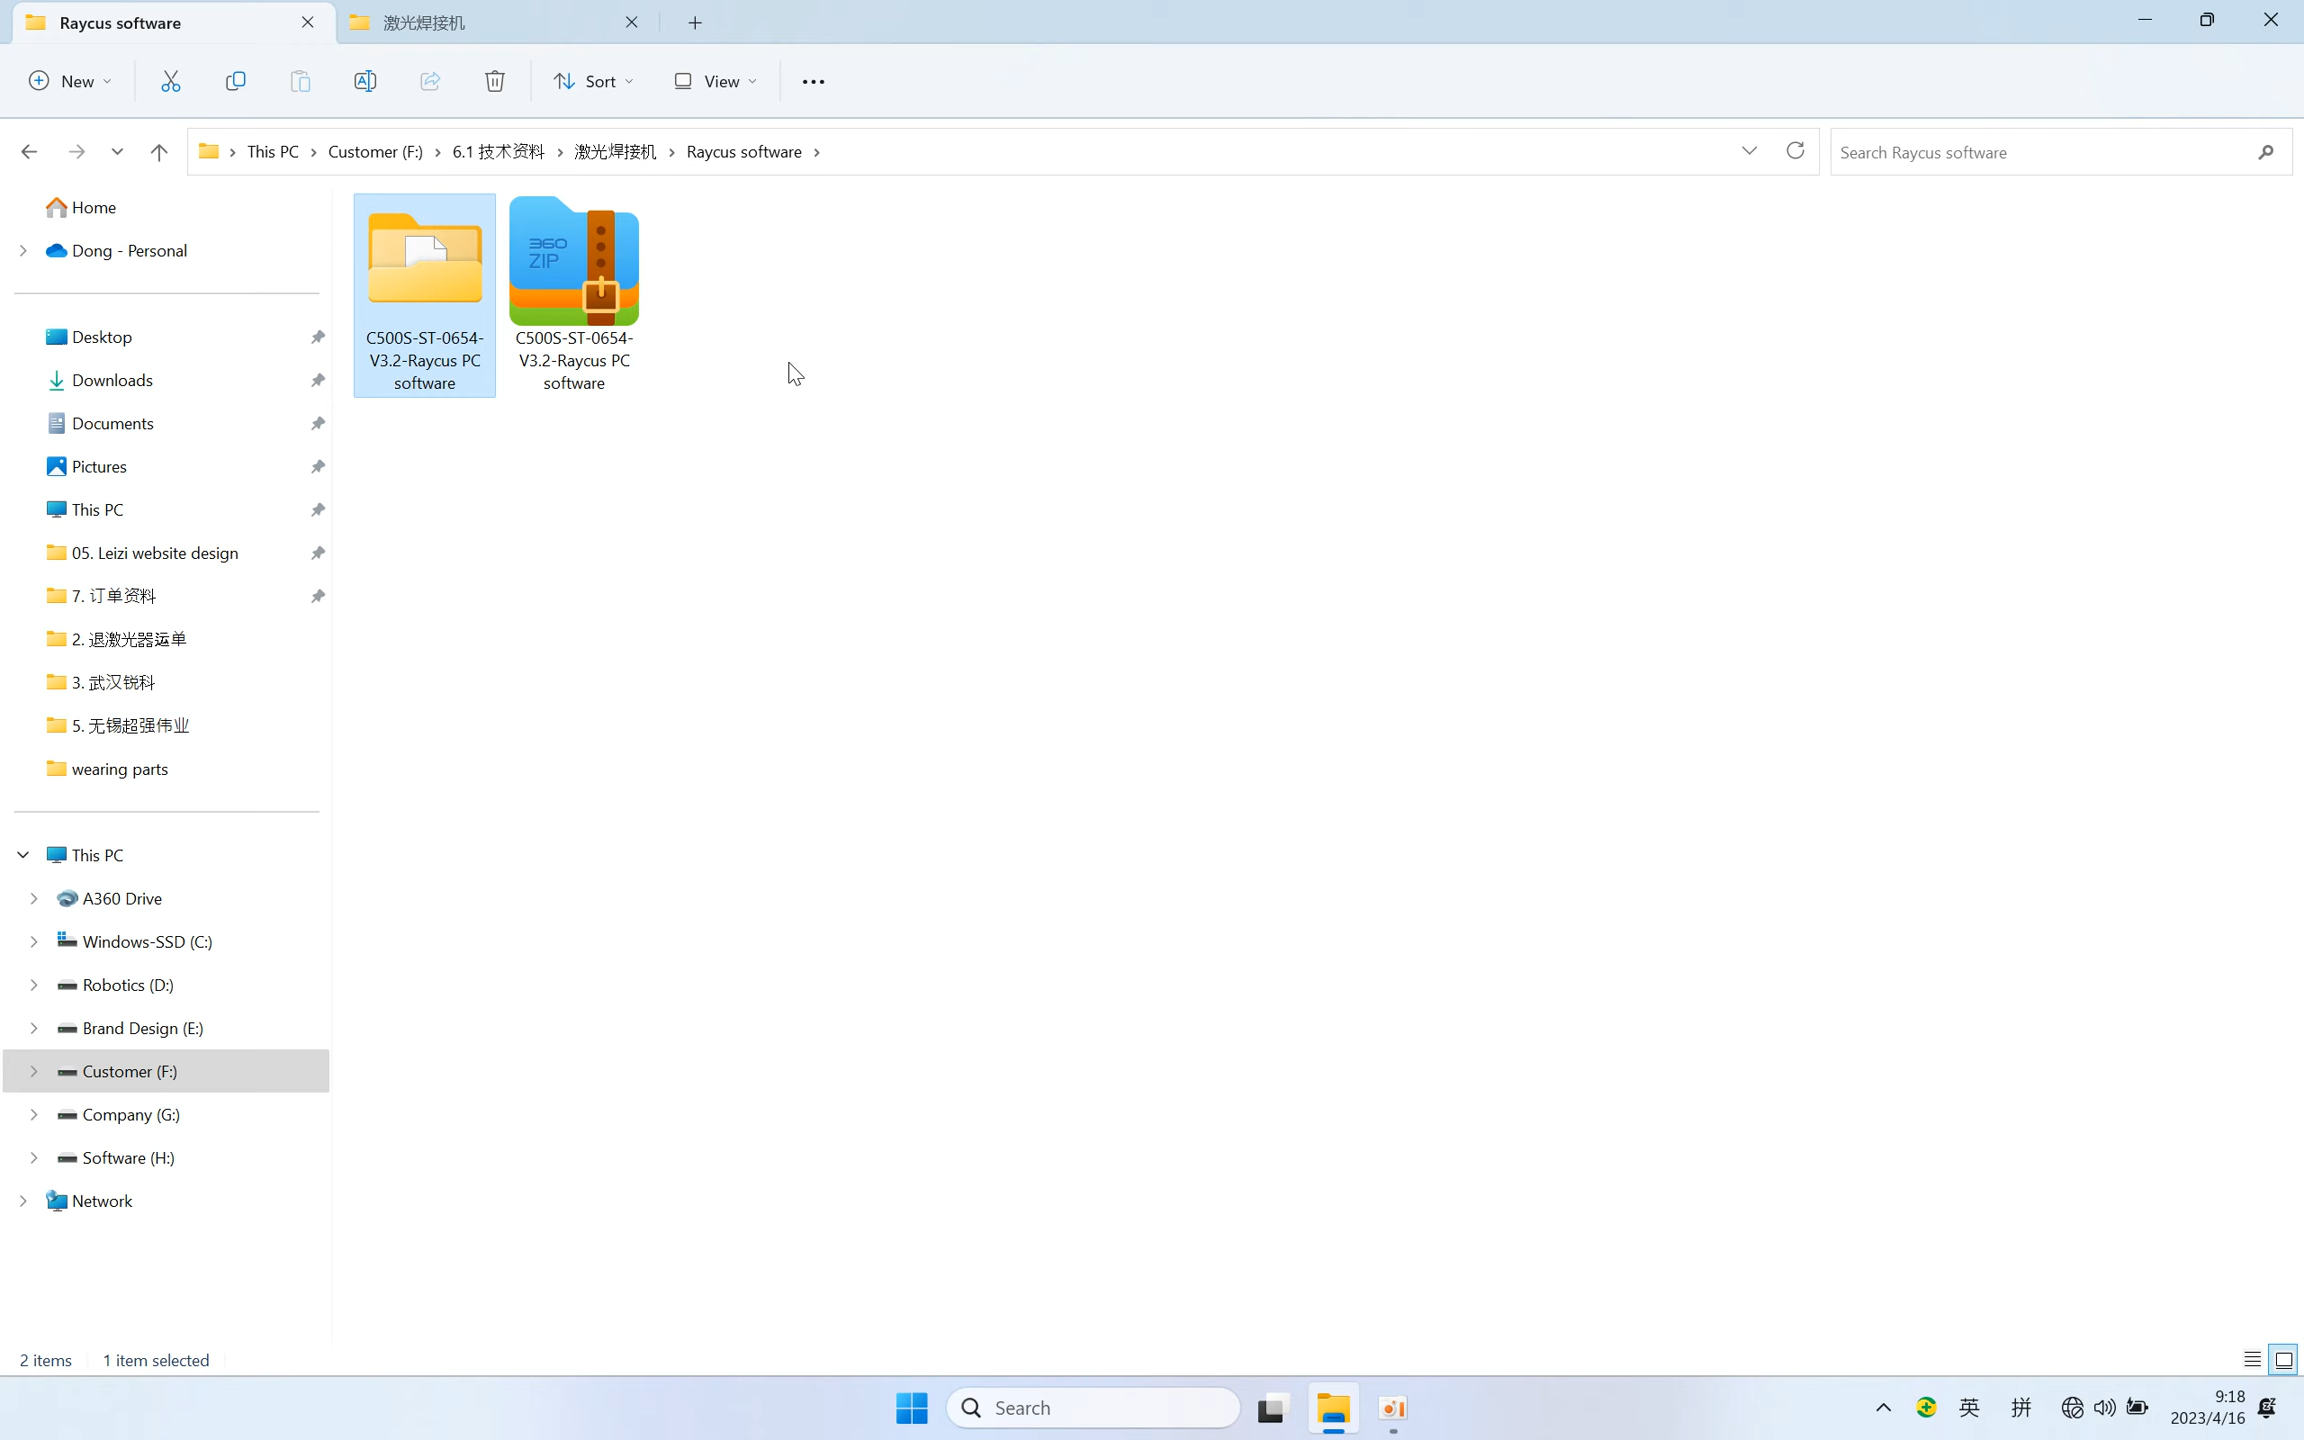 Raycus software
激光焊接机
New
Sort
View
This PC
Customer (F:)
6.1 技术资料
激光焊接机
Raycus software
Search Raycus software
Home
Dong - Personal
Desktop
Downloads
Documents
Pictures
This PC
05. Leizi website design
7. 订单资料
2. 退激光器运单
3. 武汉锐科
5. 无锡超强伟业
wearing parts
This PC
A360 Drive
Windows-SSD (C:)
Robotics (D:)
Brand Design (E:)
Customer (F:)
Company (G:)
Software (H:)
Network
C500S-ST-0654-
V3.2-Raycus PC
software
360
ZIP
C500S-ST-0654-
V3.2-Raycus PC
software
2 items
1 item selected
Search
英
拼
9:18
2023/4/16